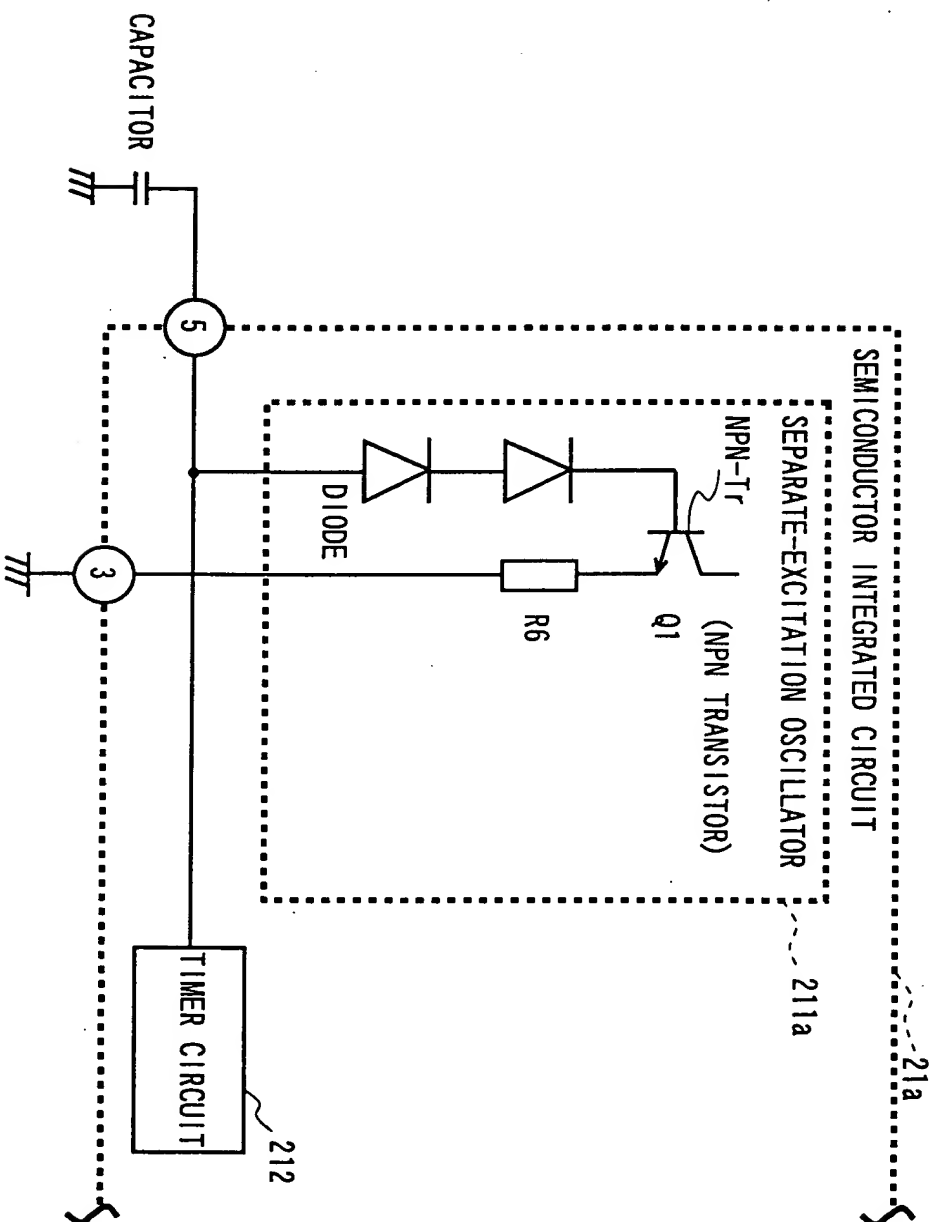 21a
SEMICONDUCTOR INTEGRATED CIRCUIT
211a
SEPARATE-EXCITATION OSCILLATOR
NPN-Tr
(NPN TRANSISTOR)
Q1
R6
DIODE
CAPACITOR
5
3
TIMER CIRCUIT
212